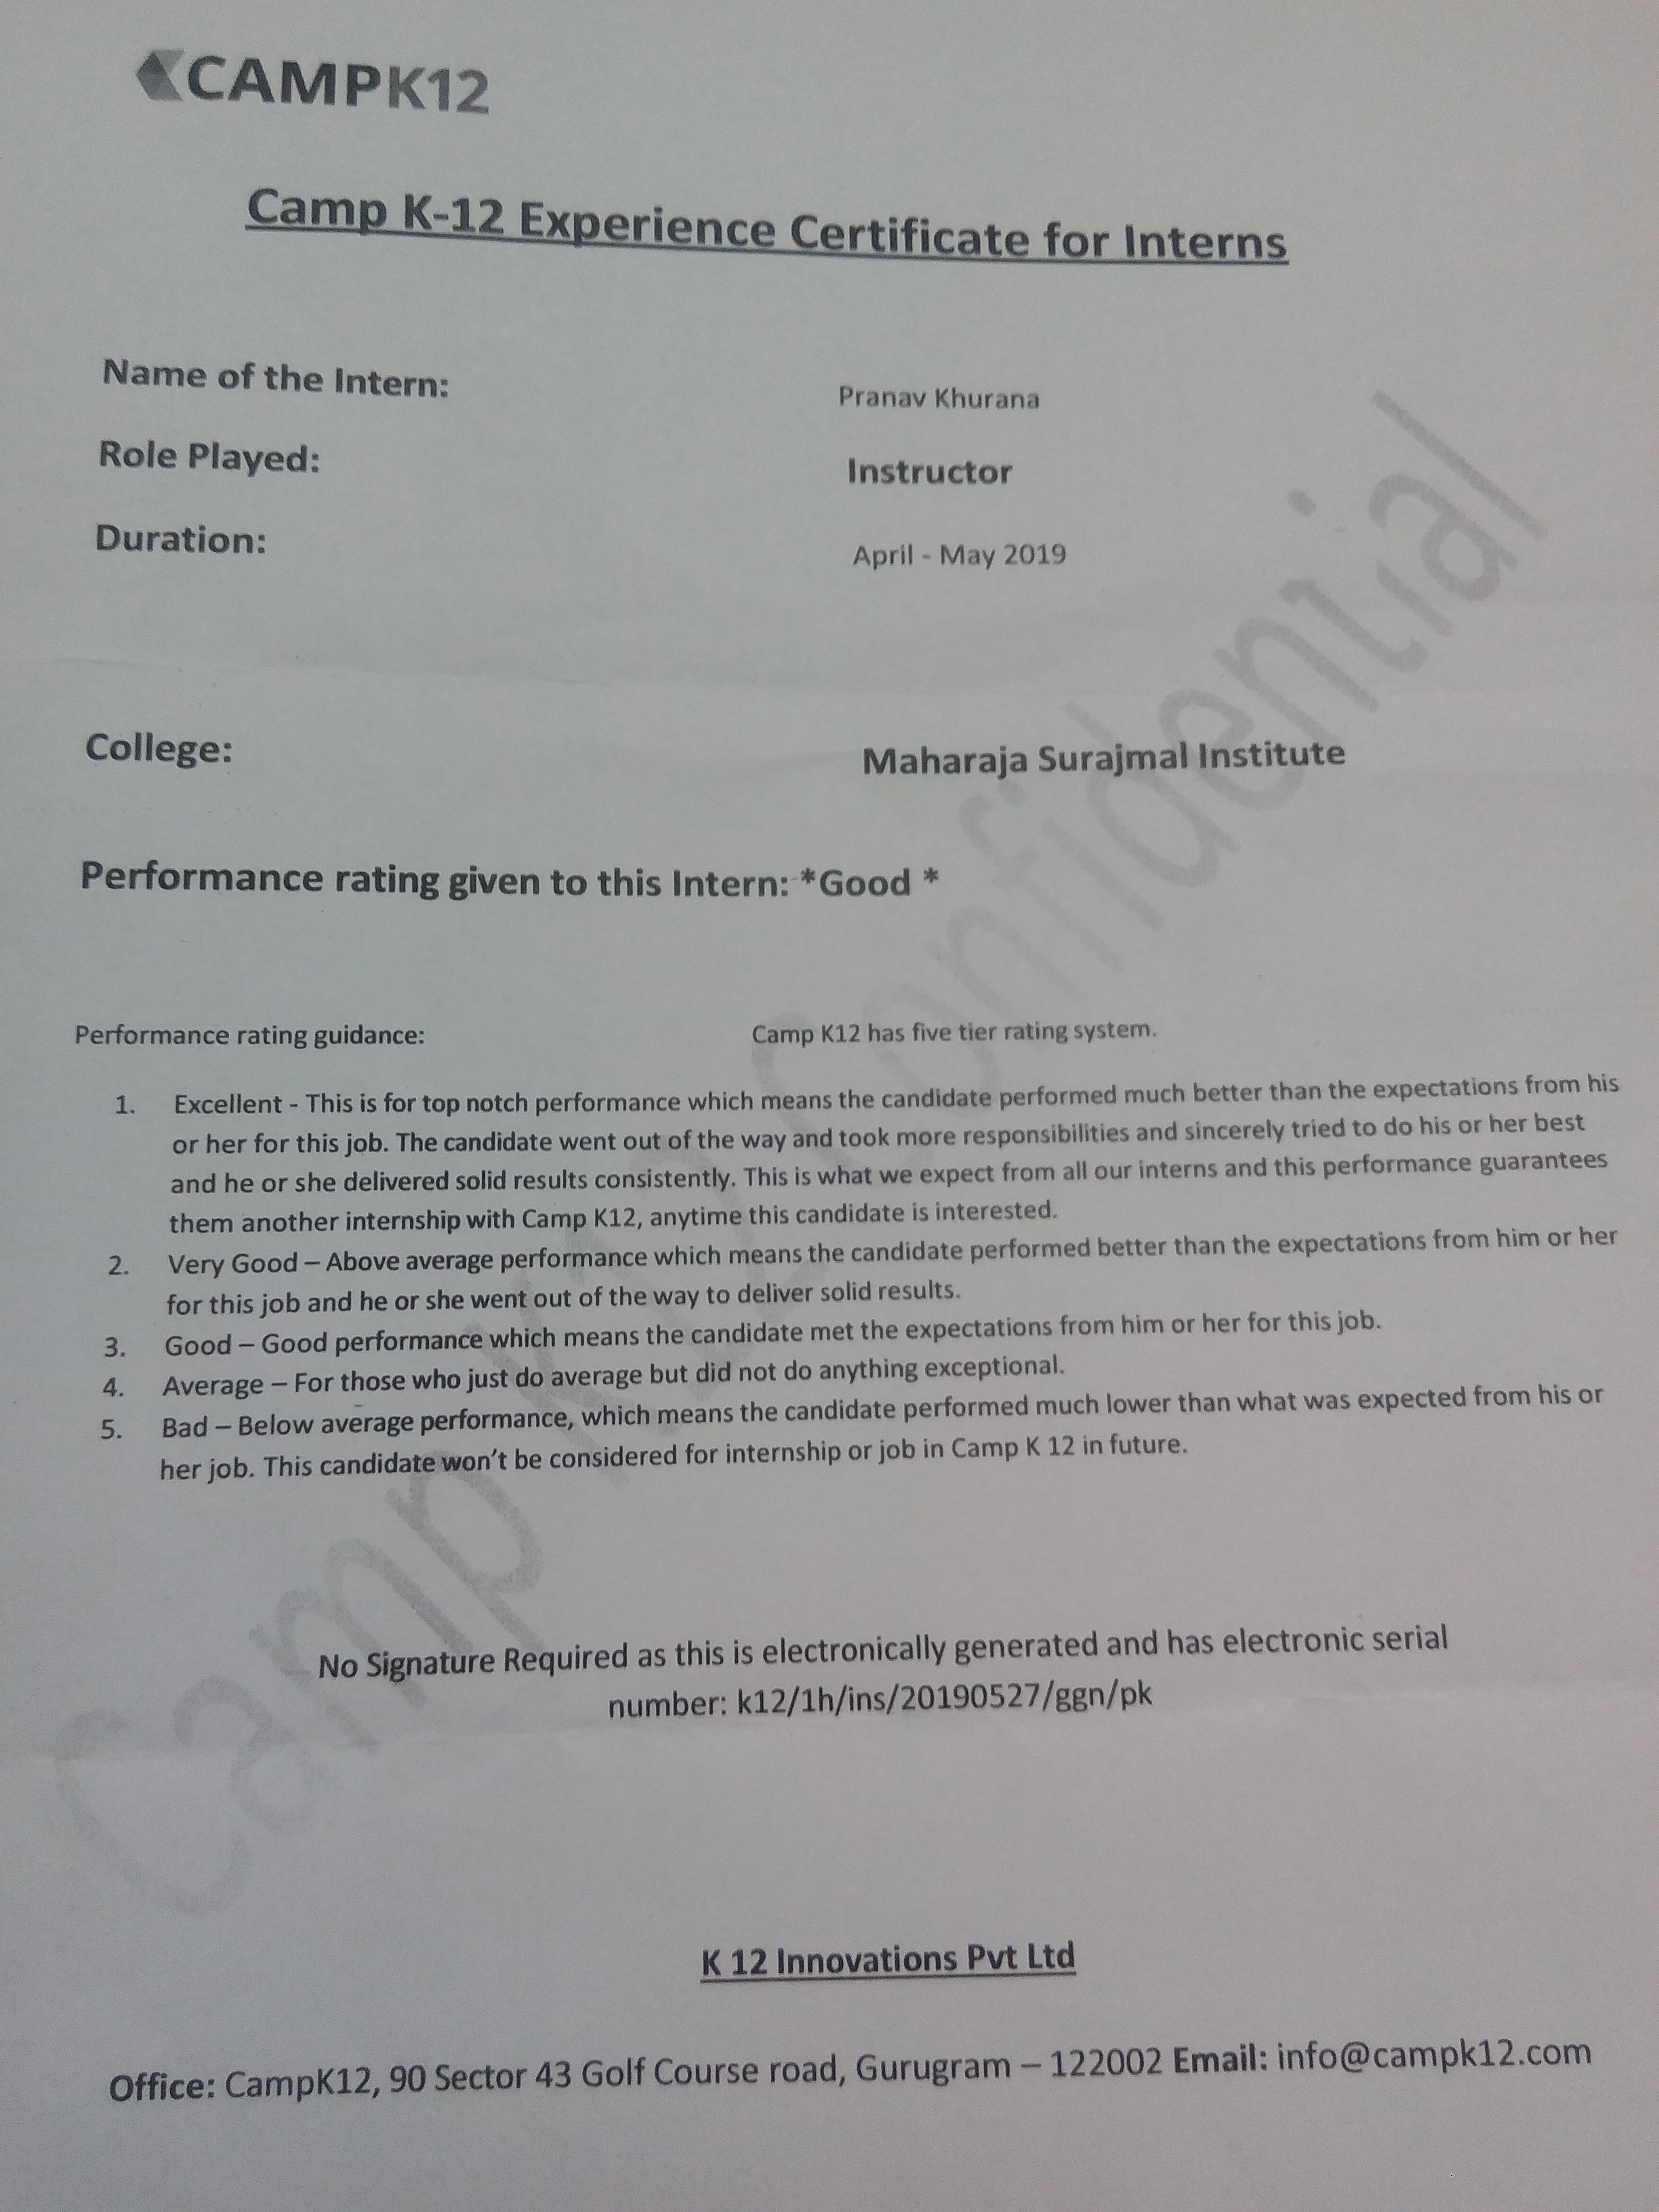 CAMPK12
Camp K-12 Experience Certificate for Interns
Name of the Intern: Pranav Khurana
Role Played: Instructor
Duration: April - May 2019
College: Maharaja Surajmal Institute
Performance rating given to this Intern: *Good *
Performance rating guidance: Camp K12 has five tier rating system.
1. Excellent - This is for top notch performance which means the candidate performed much better than the expectations from his
or her for this job. The candidate went out of the way and took more responsibilities and sincerely tried to do his or her best
and he or she delivered solid results consistently. This is what we expect from all our interns and this performance guarantees
them another internship with Camp K12, anytime this candidate is interested.
2. Very Good – Above average performance which means the candidate performed better than the expectations from him or her
for this job and he or she went out of the way to deliver solid results.
3. Good – Good performance which means the candidate met the expectations from him or her for this job.
4. Average – For those who just do average but did not do anything exceptional.
5. Bad – Below average performance, which means the candidate performed much lower than what was expected from his or
her job. This candidate won't be considered for internship or job in Camp K 12 in future.
No Signature Required as this is electronically generated and has electronic serial
number: k12/1h/ins/20190527/ggn/pk
K 12 Innovations Pvt Ltd
Office: CampK12, 90 Sector 43 Golf Course road, Gurugram – 122002 Email: info@campk12.com
Camp K12 Confidential